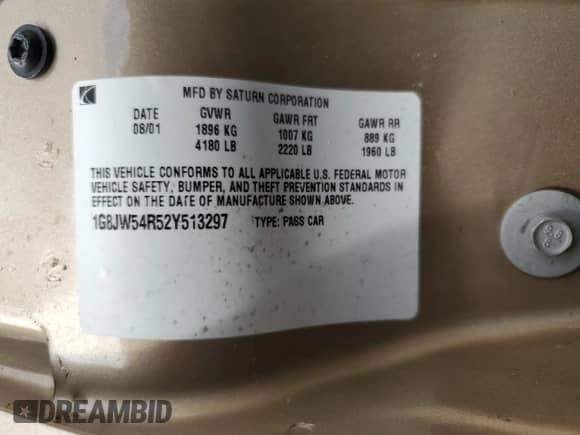 MFD BY SATURN CORPORATION
DATE GVWR GAWR FRT GAWR RR
08/01 1896 KG 1007 KG 889 KG
4180 LB 2220 LB 1960 LB
THIS VEHICLE CONFORMS TO ALL APPLICABLE U.S. FEDERAL MOTOR
VEHICLE SAFETY, BUMPER, AND THEFT PREVENTION STANDARDS IN
EFFECT ON THE DATE OF MANUFACTURE SHOWN ABOVE.
1G8JW54R52Y513297 TYPE: PASS CAR
DREAMBID